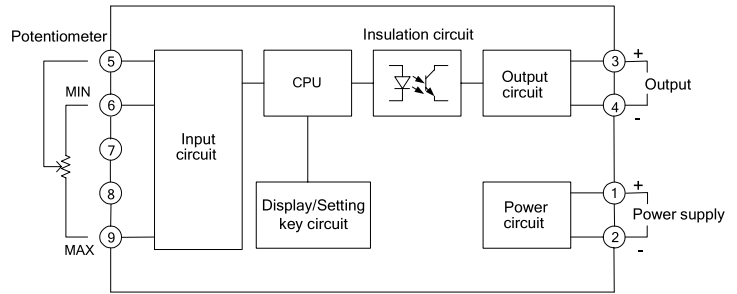 Insulation circuit
Potentiometer
5
MIN
6
7
8
9
MAX
Input
circuit
CPU
Display/Setting
key circuit
Output
circuit
3
+
Output
4
-
Power
circuit
1
+
Power supply
2
-